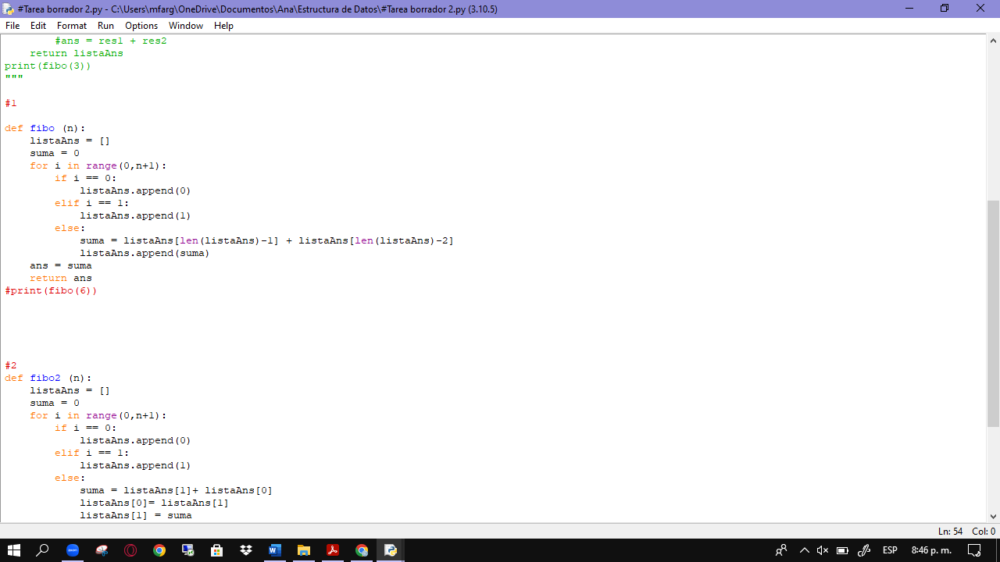 #Tarea borrador 2.py - C:\Users\mfarg\OneDrive\Documentos\Ana\Estructura de Datos\#Tarea borrador 2.py (3.10.5)
File Edit Format Run Options Window Help
        #ans = res1 + res2
    return listaAns
print(fibo(3))
"""
#1
def fibo (n):
    listaAns = []
    suma = 0
    for i in range(0,n+1):
        if i == 0:
            listaAns.append(0)
        elif i == 1:
            listaAns.append(1)
        else:
            suma = listaAns[len(listaAns)-1] + listaAns[len(listaAns)-2]
            listaAns.append(suma)
    ans = suma
    return ans
#print(fibo(6))
#2
def fibo2 (n):
    listaAns = []
    suma = 0
    for i in range(0,n+1):
        if i == 0:
            listaAns.append(0)
        elif i == 1:
            listaAns.append(1)
        else:
            suma = listaAns[1]+ listaAns[0]
            listaAns[0]= listaAns[1]
            listaAns[1] = suma
Ln: 54 Col: 0
ESP 8:46 p. m.